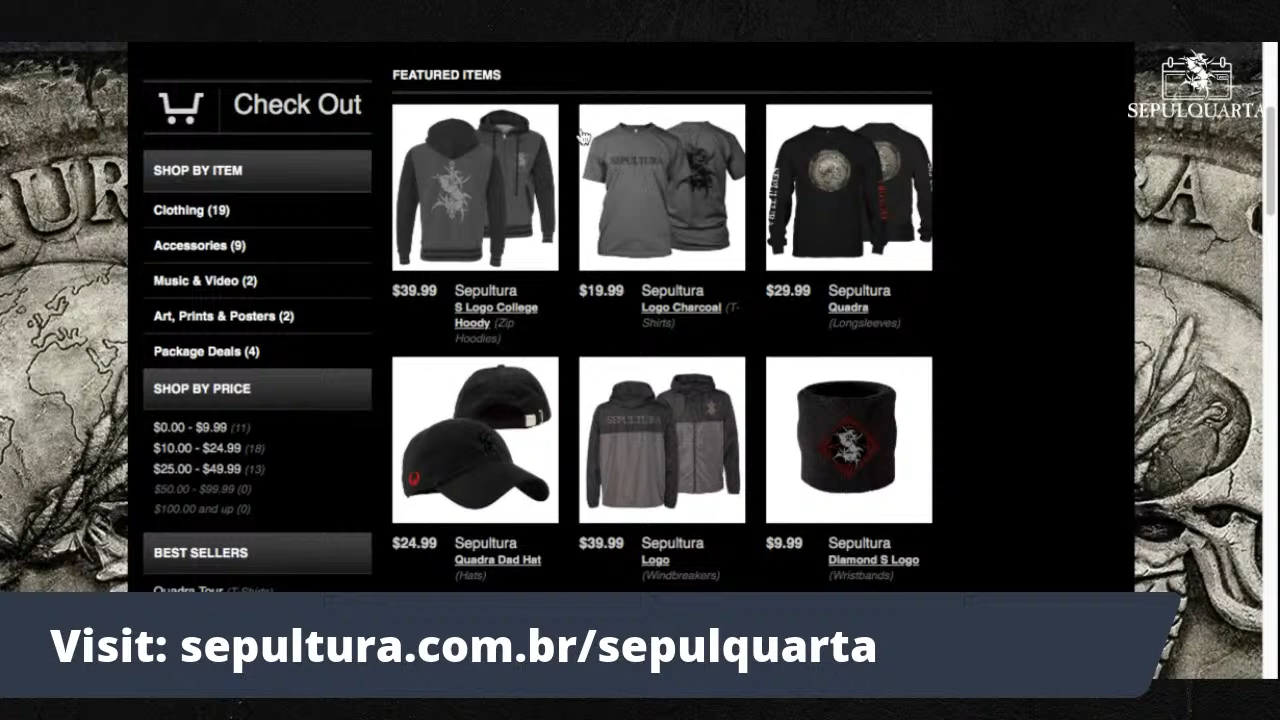 SEPULQUARTA
FEATURED ITEMS
Check Out
SHOP BY ITEM
Clothing (19)
Accessories (9)
Music & Video (2)
Art, Prints & Posters (2)
Package Deals (4)
SHOP BY PRICE
$0.00 - $9.99 (11)
$10.00 - $24.99 (18)
$25.00 - $49.99 (13)
$50.00 - $99.99 (0)
$100.00 and up (0)
BEST SELLERS
Quadra Tour (T-Shirts)
SEPULTURA
$39.99 Sepultura
S Logo College
Hoody (Zip
Hoodies)
$19.99 Sepultura
Logo Charcoal (T-
Shirts)
$29.99 Sepultura
Quadra
(Longsleeves)
SEPULTURA
$24.99 Sepultura
Quadra Dad Hat
(Hats)
$39.99 Sepultura
Logo
(Windbreakers)
$9.99 Sepultura
Diamond S Logo
(Wristbands)
TUR
RA
Visit: sepultura.com.br/sepulquarta